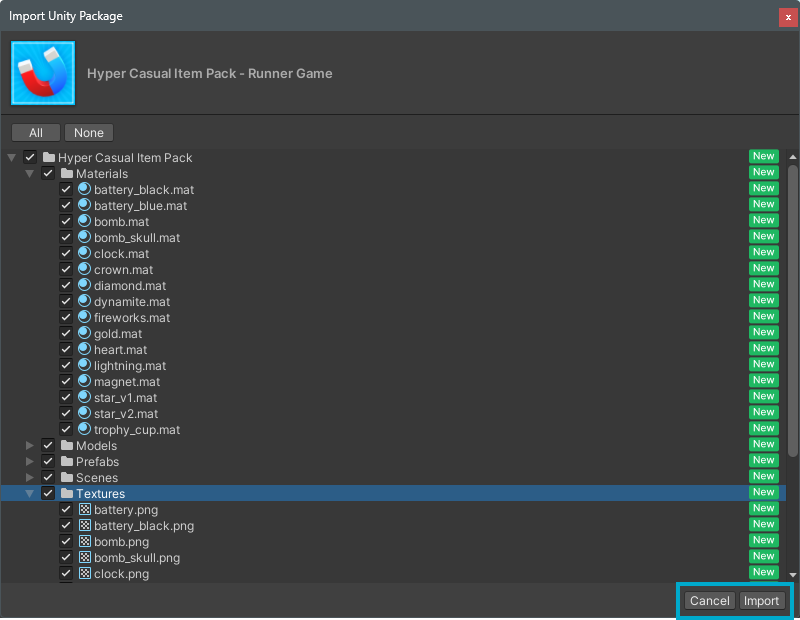 Import Unity Package
x
Hyper Casual Item Pack - Runner Game
All None
Hyper Casual Item Pack New
Materials New
battery_black.mat New
battery_blue.mat New
bomb.mat New
bomb_skull.mat New
clock.mat New
crown.mat New
diamond.mat New
dynamite.mat New
fireworks.mat New
gold.mat New
heart.mat New
lightning.mat New
magnet.mat New
star_v1.mat New
star_v2.mat New
trophy_cup.mat New
Models New
Prefabs New
Scenes New
Textures New
battery.png New
battery_black.png New
bomb.png New
bomb_skull.png New
clock.png New
Cancel Import